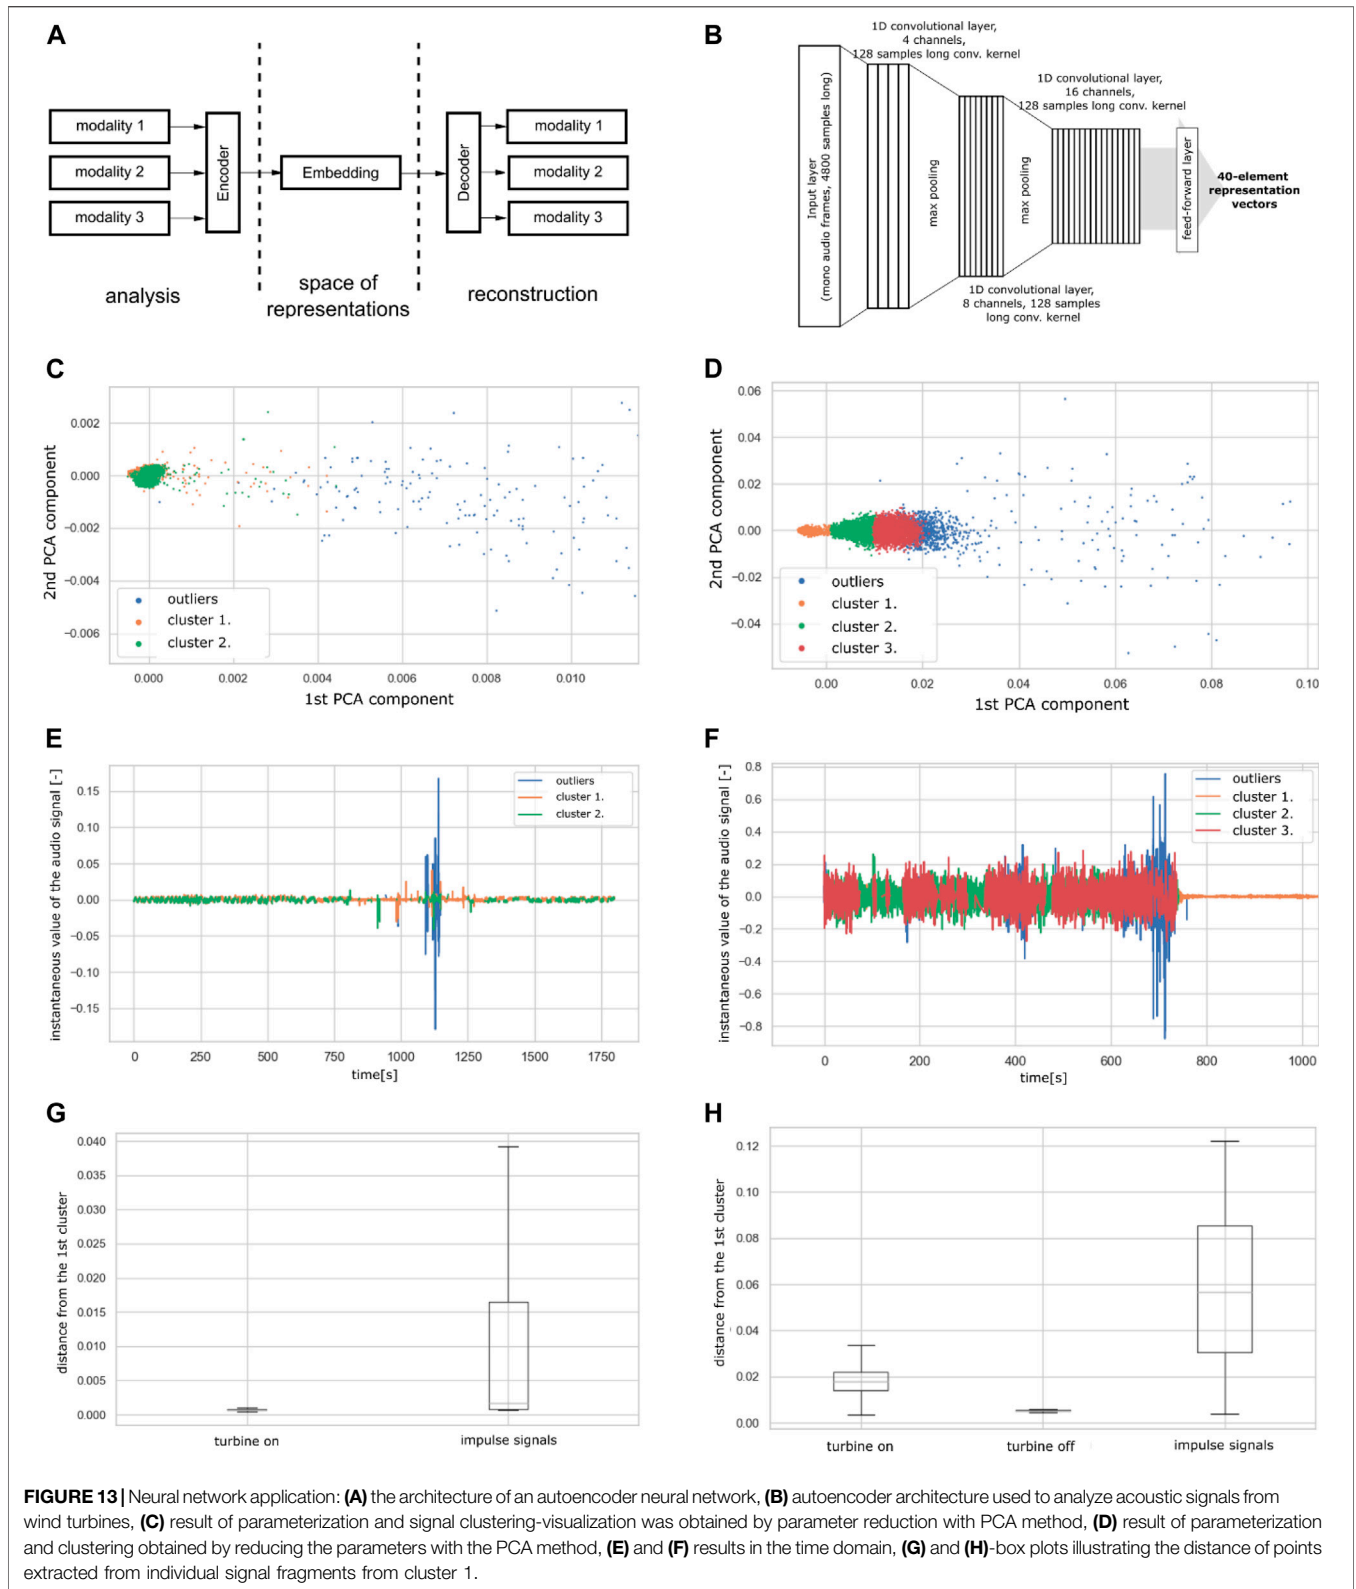 A
modality 1
modality 2
modality 3
Encoder
Embedding
Decoder
modality 1
modality 2
modality 3
analysis
space of
representations
reconstruction
B
1D convolutional layer,
4 channels,
128 samples long conv. kernel
1D convolutional layer,
16 channels,
128 samples long conv. kernel
Input layer
(mono audio frames, 4800 samples long)
max pooling
max pooling
feed-forward layer
40-element
representation
vectors
1D convolutional layer,
8 channels, 128 samples
long conv. kernel
C
2nd PCA component
0.002
0.000
−0.002
−0.004
−0.006
outliers
cluster 1.
cluster 2.
0.000 0.002 0.004 0.006 0.008 0.010
1st PCA component
D
2nd PCA component
0.06
0.04
0.02
0.00
−0.02
−0.04
outliers
cluster 1.
cluster 2.
cluster 3.
0.00 0.02 0.04 0.06 0.08 0.10
1st PCA component
E
instantaneous value of the audio signal [-]
0.15
0.10
0.05
0.00
−0.05
−0.10
−0.15
outliers
cluster 1.
cluster 2.
0 250 500 750 1000 1250 1500 1750
time[s]
F
instantaneous value of the audio signal [-]
0.8
0.6
0.4
0.2
0.0
−0.2
−0.4
−0.6
−0.8
outliers
cluster 1.
cluster 2.
cluster 3.
0 200 400 600 800 1000
time[s]
G
distance from the 1st cluster
0.040
0.035
0.030
0.025
0.020
0.015
0.010
0.005
0.000
turbine on impulse signals
H
distance from the 1st cluster
0.12
0.10
0.08
0.06
0.04
0.02
0.00
turbine on turbine off impulse signals
FIGURE 13 | Neural network application: (A) the architecture of an autoencoder neural network, (B) autoencoder architecture used to analyze acoustic signals from
wind turbines, (C) result of parameterization and signal clustering-visualization was obtained by parameter reduction with PCA method, (D) result of parameterization
and clustering obtained by reducing the parameters with the PCA method, (E) and (F) results in the time domain, (G) and (H)-box plots illustrating the distance of points
extracted from individual signal fragments from cluster 1.